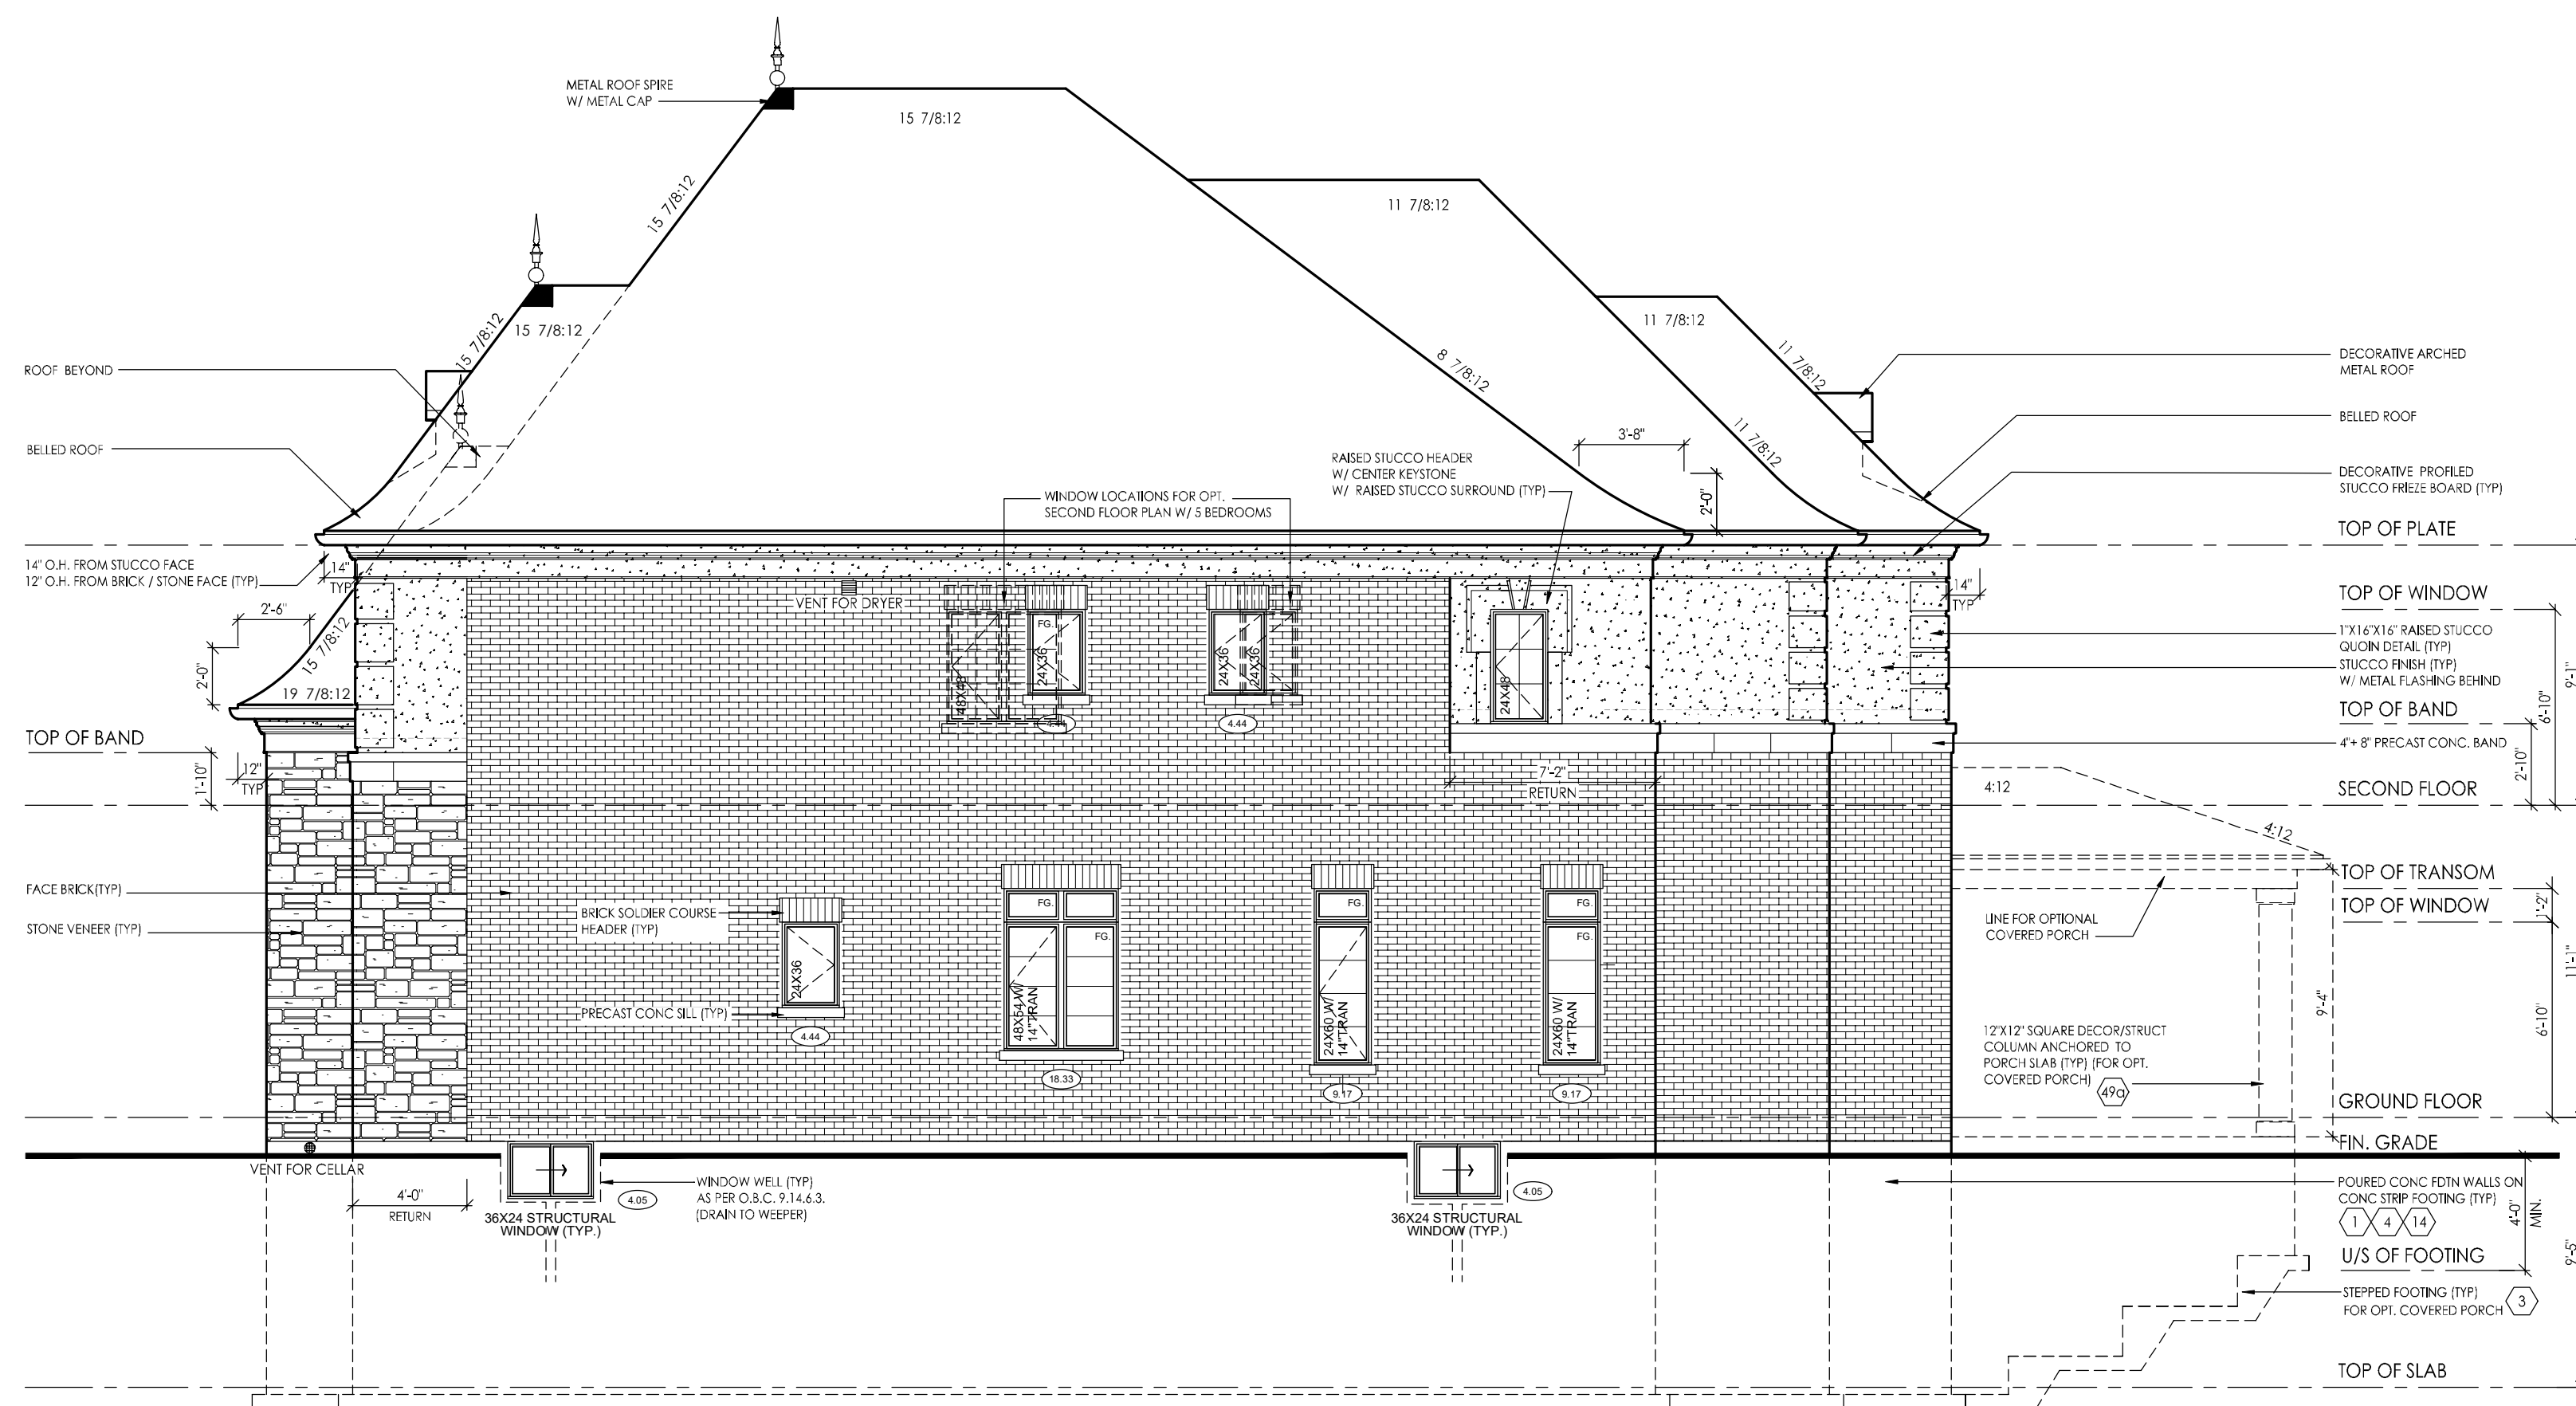 METAL ROOF SPIRE
W/ METAL CAP
15 7/8:12
15 7/8:12
11 7/8:12
15 7/8:12
15 7/8:12
11 7/8:12
11 7/8:12
8 7/8:12
11 7/8:12
ROOF BEYOND
BELLED ROOF
DECORATIVE ARCHED
METAL ROOF
BELLED ROOF
DECORATIVE PROFILED
STUCCO FRIEZE BOARD (TYP)
3'-8"
2'-0"
RAISED STUCCO HEADER
W/ CENTER KEYSTONE
W/ RAISED STUCCO SURROUND (TYP)
WINDOW LOCATIONS FOR OPT.
SECOND FLOOR PLAN W/ 5 BEDROOMS
TOP OF PLATE
14" O.H. FROM STUCCO FACE
12" O.H. FROM BRICK / STONE FACE (TYP)
14"
TYP
14"
TYP
VENT FOR DRYER
TOP OF WINDOW
2'-6"
15 7/8:12
2'-0"
19 7/8:12
48X48
FG.
24X36
24X36
24X36
24X48
4.44
4.44
1"X16"X16" RAISED STUCCO
QUOIN DETAIL (TYP)
STUCCO FINISH (TYP)
W/ METAL FLASHING BEHIND
9'-1"
6'-10"
TOP OF BAND
TOP OF BAND
4"+ 8" PRECAST CONC. BAND
2'-10"
1'-10"
12"
TYP
7'-2"
RETURN
4:12
SECOND FLOOR
4:12
FACE BRICK(TYP)
STONE VENEER (TYP)
BRICK SOLDIER COURSE
HEADER (TYP)
24X36
PRECAST CONC SILL (TYP)
4.44
FG.
FG.
48X54 W/
14"TRAN
18.33
FG.
24X60 W/
14"TRAN
9.17
FG.
FG.
24X60 W/
14"TRAN
9.17
TOP OF TRANSOM
1'-2"
TOP OF WINDOW
LINE FOR OPTIONAL
COVERED PORCH
11'-1"
9'-4"
6'-10"
12"X12" SQUARE DECOR/STRUCT
COLUMN ANCHORED TO
PORCH SLAB (TYP) (FOR OPT.
COVERED PORCH)
49a
GROUND FLOOR
FIN. GRADE
VENT FOR CELLAR
4'-0"
RETURN
36X24 STRUCTURAL
WINDOW (TYP.)
4.05
WINDOW WELL (TYP)
AS PER O.B.C. 9.14.6.3.
(DRAIN TO WEEPER)
36X24 STRUCTURAL
WINDOW (TYP.)
4.05
POURED CONC FDTN WALLS ON
CONC STRIP FOOTING (TYP)
1 4 14
4'-0"
MIN.
9'-5"
U/S OF FOOTING
STEPPED FOOTING (TYP)
FOR OPT. COVERED PORCH
3
TOP OF SLAB